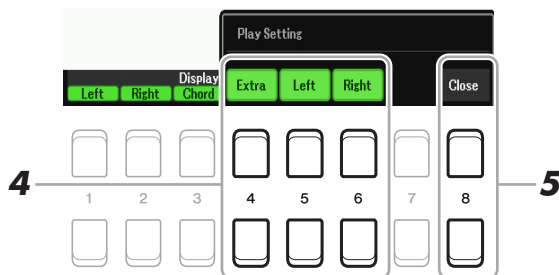 Play Setting
Display
Left Right Chord Extra Left Right Close
4 1 2 3 4 5 6 7 8 5